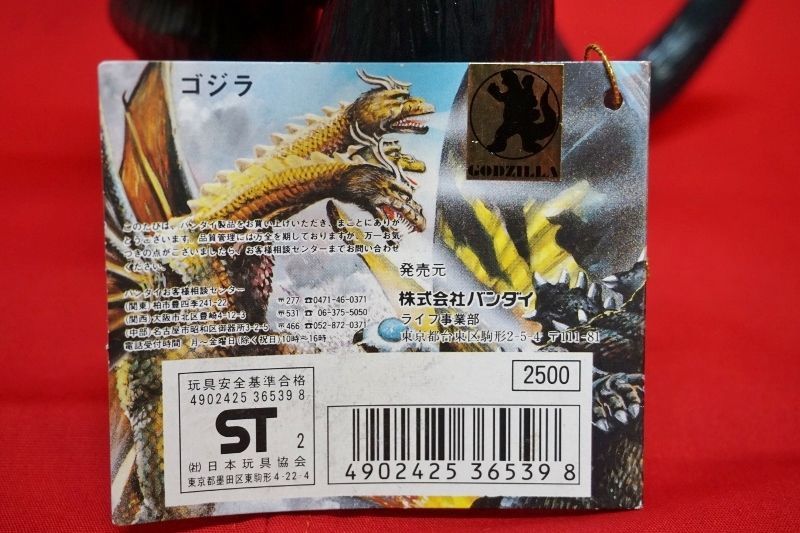 ゴジラ
GODZILLA
このたびは、バンダイ製品をお買い上げいただき、まことにありが
とうございます。品質管理には万全を期しておりますが、万一お気
づきの点がございましたら、お客様相談センターまでお問い合わせ
ください。
バンダイお客様相談センター
(関東)柏市豊四季241-22 〒277 ☎0471-46-0371
(関西)大阪市北区豊崎4-12-3 〒531 ☎06-375-5050
(中部)名古屋市昭和区御器所3-2-5 〒466 ☎052-872-0371
電話受付時間 月〜金曜日(除く祝日)10時〜16時
発売元
株式会社バンダイ
ライフ事業部
東京都台東区駒形2-5-4 〒111-81
玩具安全基準合格
4902425 36539 8
ST 2
(社)日本玩具協会
東京都墨田区東駒形4-22-4
2500
4902425 365398